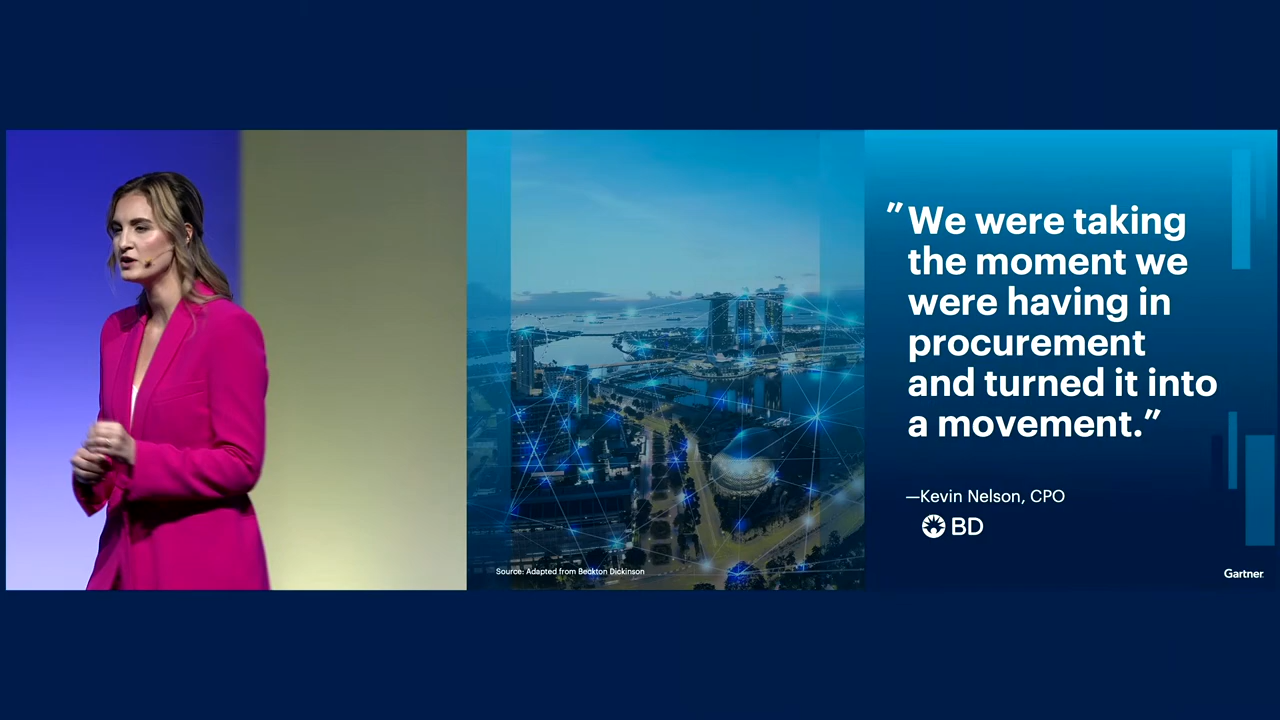 "We were taking
the moment we
were having in
procurement
and turned it into
a movement."
—Kevin Nelson, CPO
BD
Source: Adapted from Beckton Dickinson
Gartner